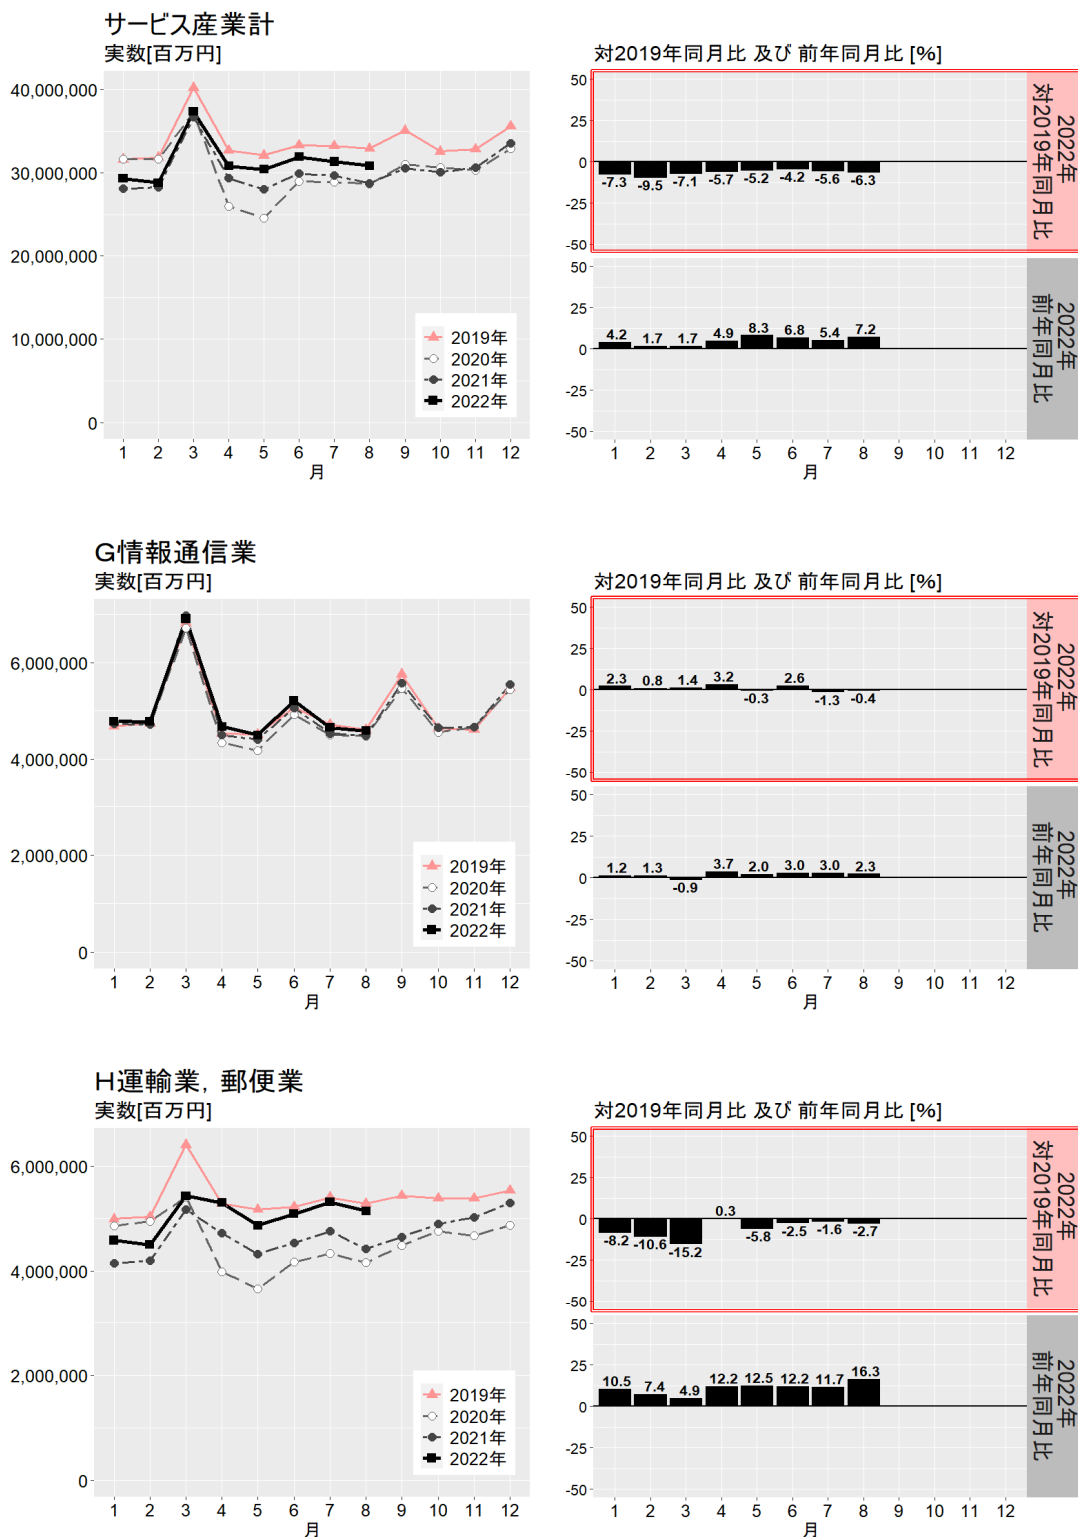 サービス産業計
実数[百万円]
40,000,000
30,000,000
20,000,000
10,000,000
0
2019年
2020年
2021年
2022年
1 2 3 4 5 6 7 8 9 10 11 12
月
対2019年同月比 及び 前年同月比 [%]
50
25
0
-25
-50
-7.3 -9.5 -7.1 -5.7 -5.2 -4.2 -5.6 -6.3
2022年
対2019年同月比
50
25
0
-25
-50
4.2 1.7 1.7 4.9 8.3 6.8 5.4 7.2
2022年
前年同月比
1 2 3 4 5 6 7 8 9 10 11 12
月
G情報通信業
実数[百万円]
6,000,000
4,000,000
2,000,000
0
2019年
2020年
2021年
2022年
1 2 3 4 5 6 7 8 9 10 11 12
月
対2019年同月比 及び 前年同月比 [%]
50
25
0
-25
-50
2.3 0.8 1.4 3.2 -0.3 2.6 -1.3 -0.4
2022年
対2019年同月比
50
25
0
-25
-50
1.2 1.3 -0.9 3.7 2.0 3.0 3.0 2.3
2022年
前年同月比
1 2 3 4 5 6 7 8 9 10 11 12
月
H運輸業，郵便業
実数[百万円]
6,000,000
4,000,000
2,000,000
0
2019年
2020年
2021年
2022年
1 2 3 4 5 6 7 8 9 10 11 12
月
対2019年同月比 及び 前年同月比 [%]
50
25
0
-25
-50
-8.2 -10.6 -15.2 0.3 -5.8 -2.5 -1.6 -2.7
2022年
対2019年同月比
50
25
0
-25
-50
10.5 7.4 4.9 12.2 12.5 12.2 11.7 16.3
2022年
前年同月比
1 2 3 4 5 6 7 8 9 10 11 12
月